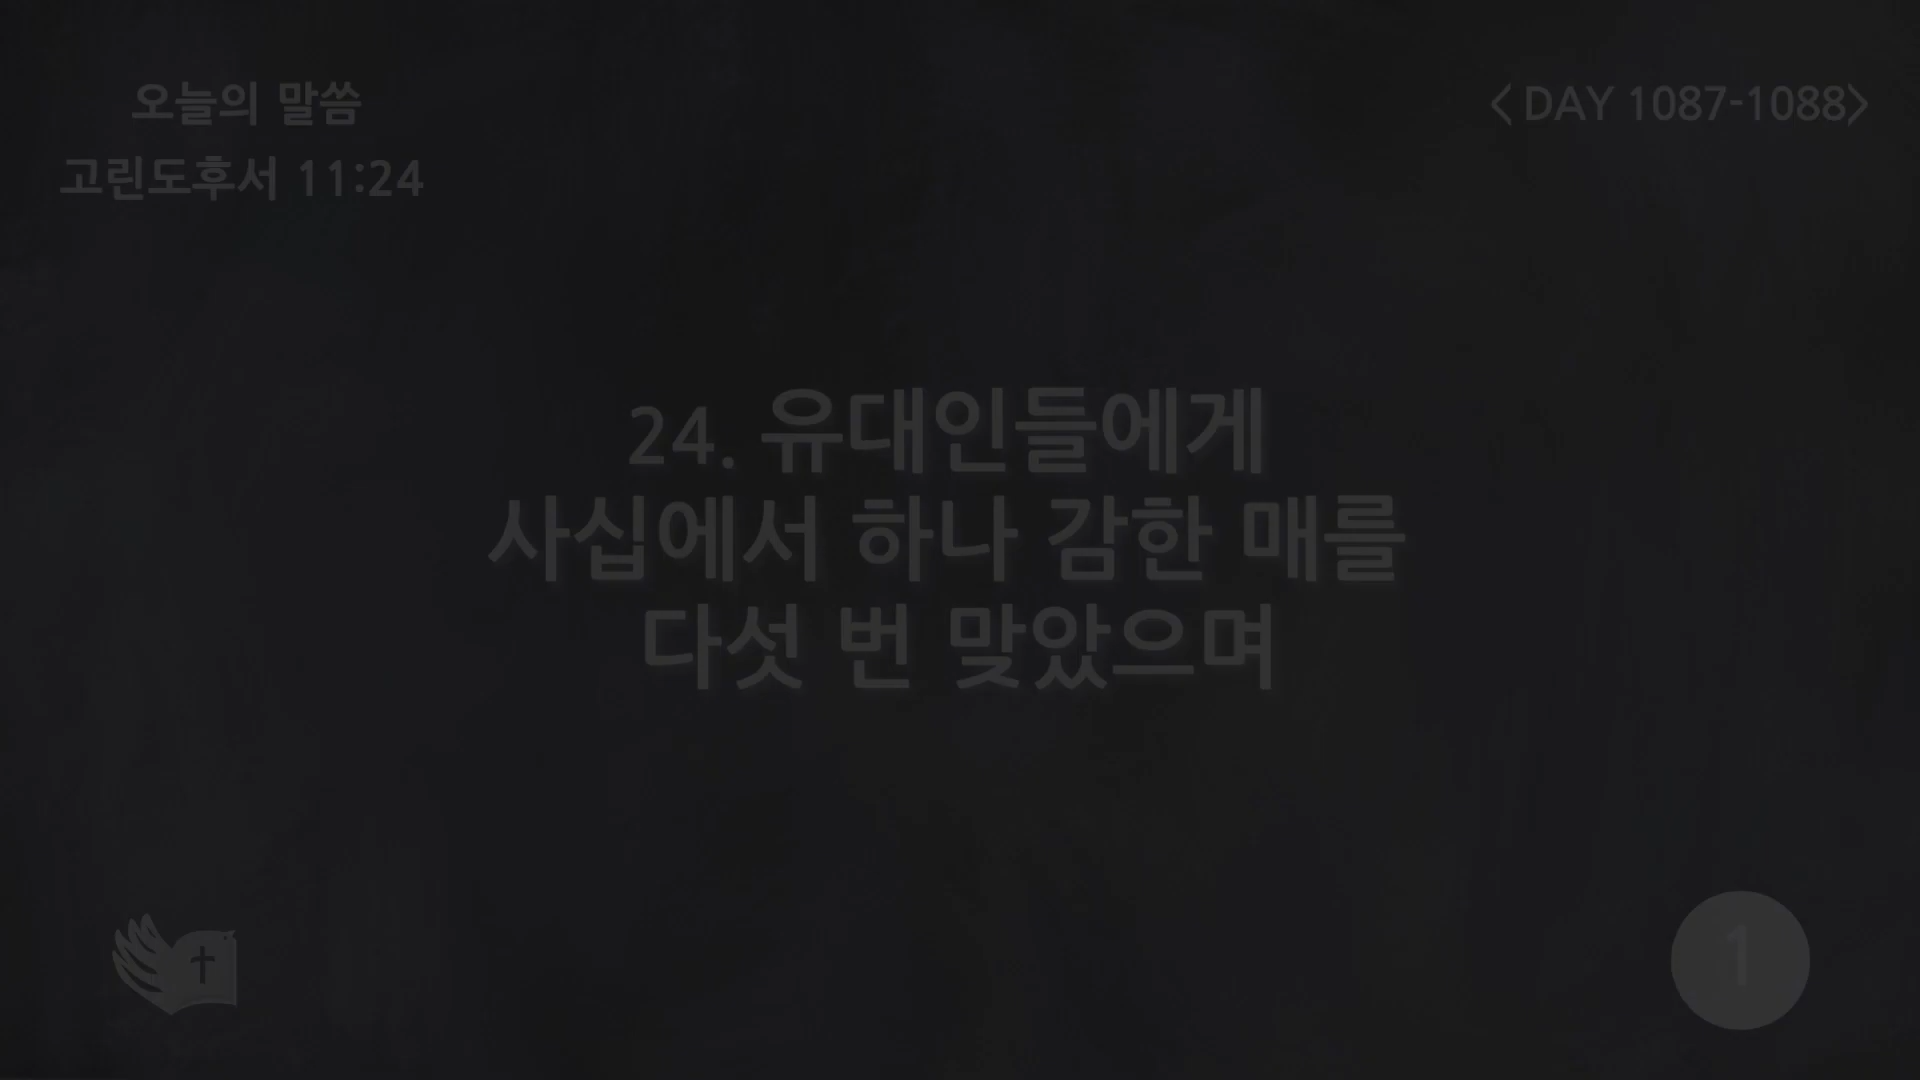 오늘의 말씀
고린도후서 11:24
<DAY 1087-1088>
24. 유대인들에게
사십에서 하나 감한 매를
다섯 번 맞았으며
1